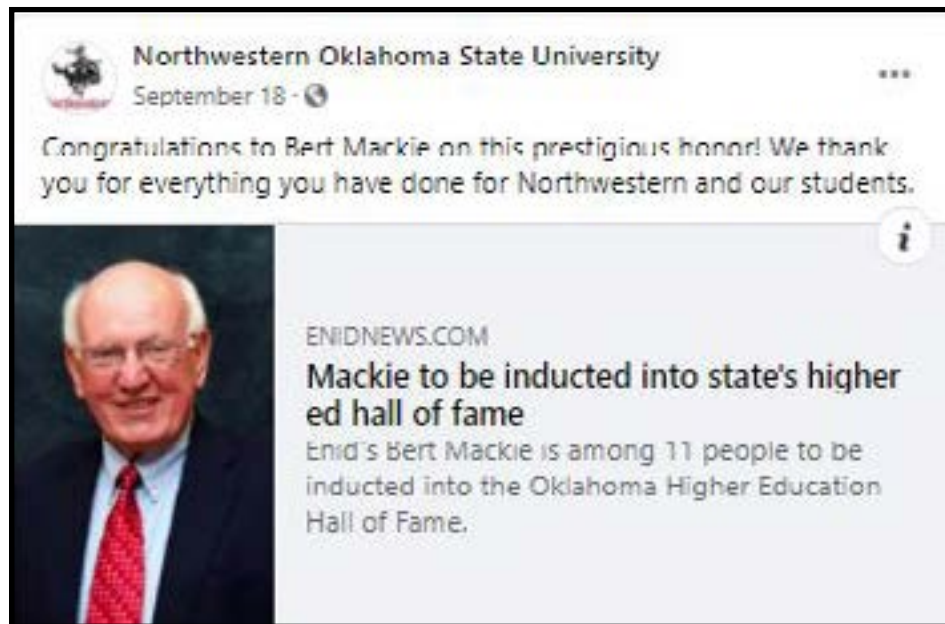 Northwestern Oklahoma State University
September 18 ·
Congratulations to Bert Mackie on this prestigious honor! We thank
you for everything you have done for Northwestern and our students.
i
ENIDNEWS.COM
Mackie to be inducted into state's higher
ed hall of fame
Enid's Bert Mackie is among 11 people to be
inducted into the Oklahoma Higher Education
Hall of Fame.